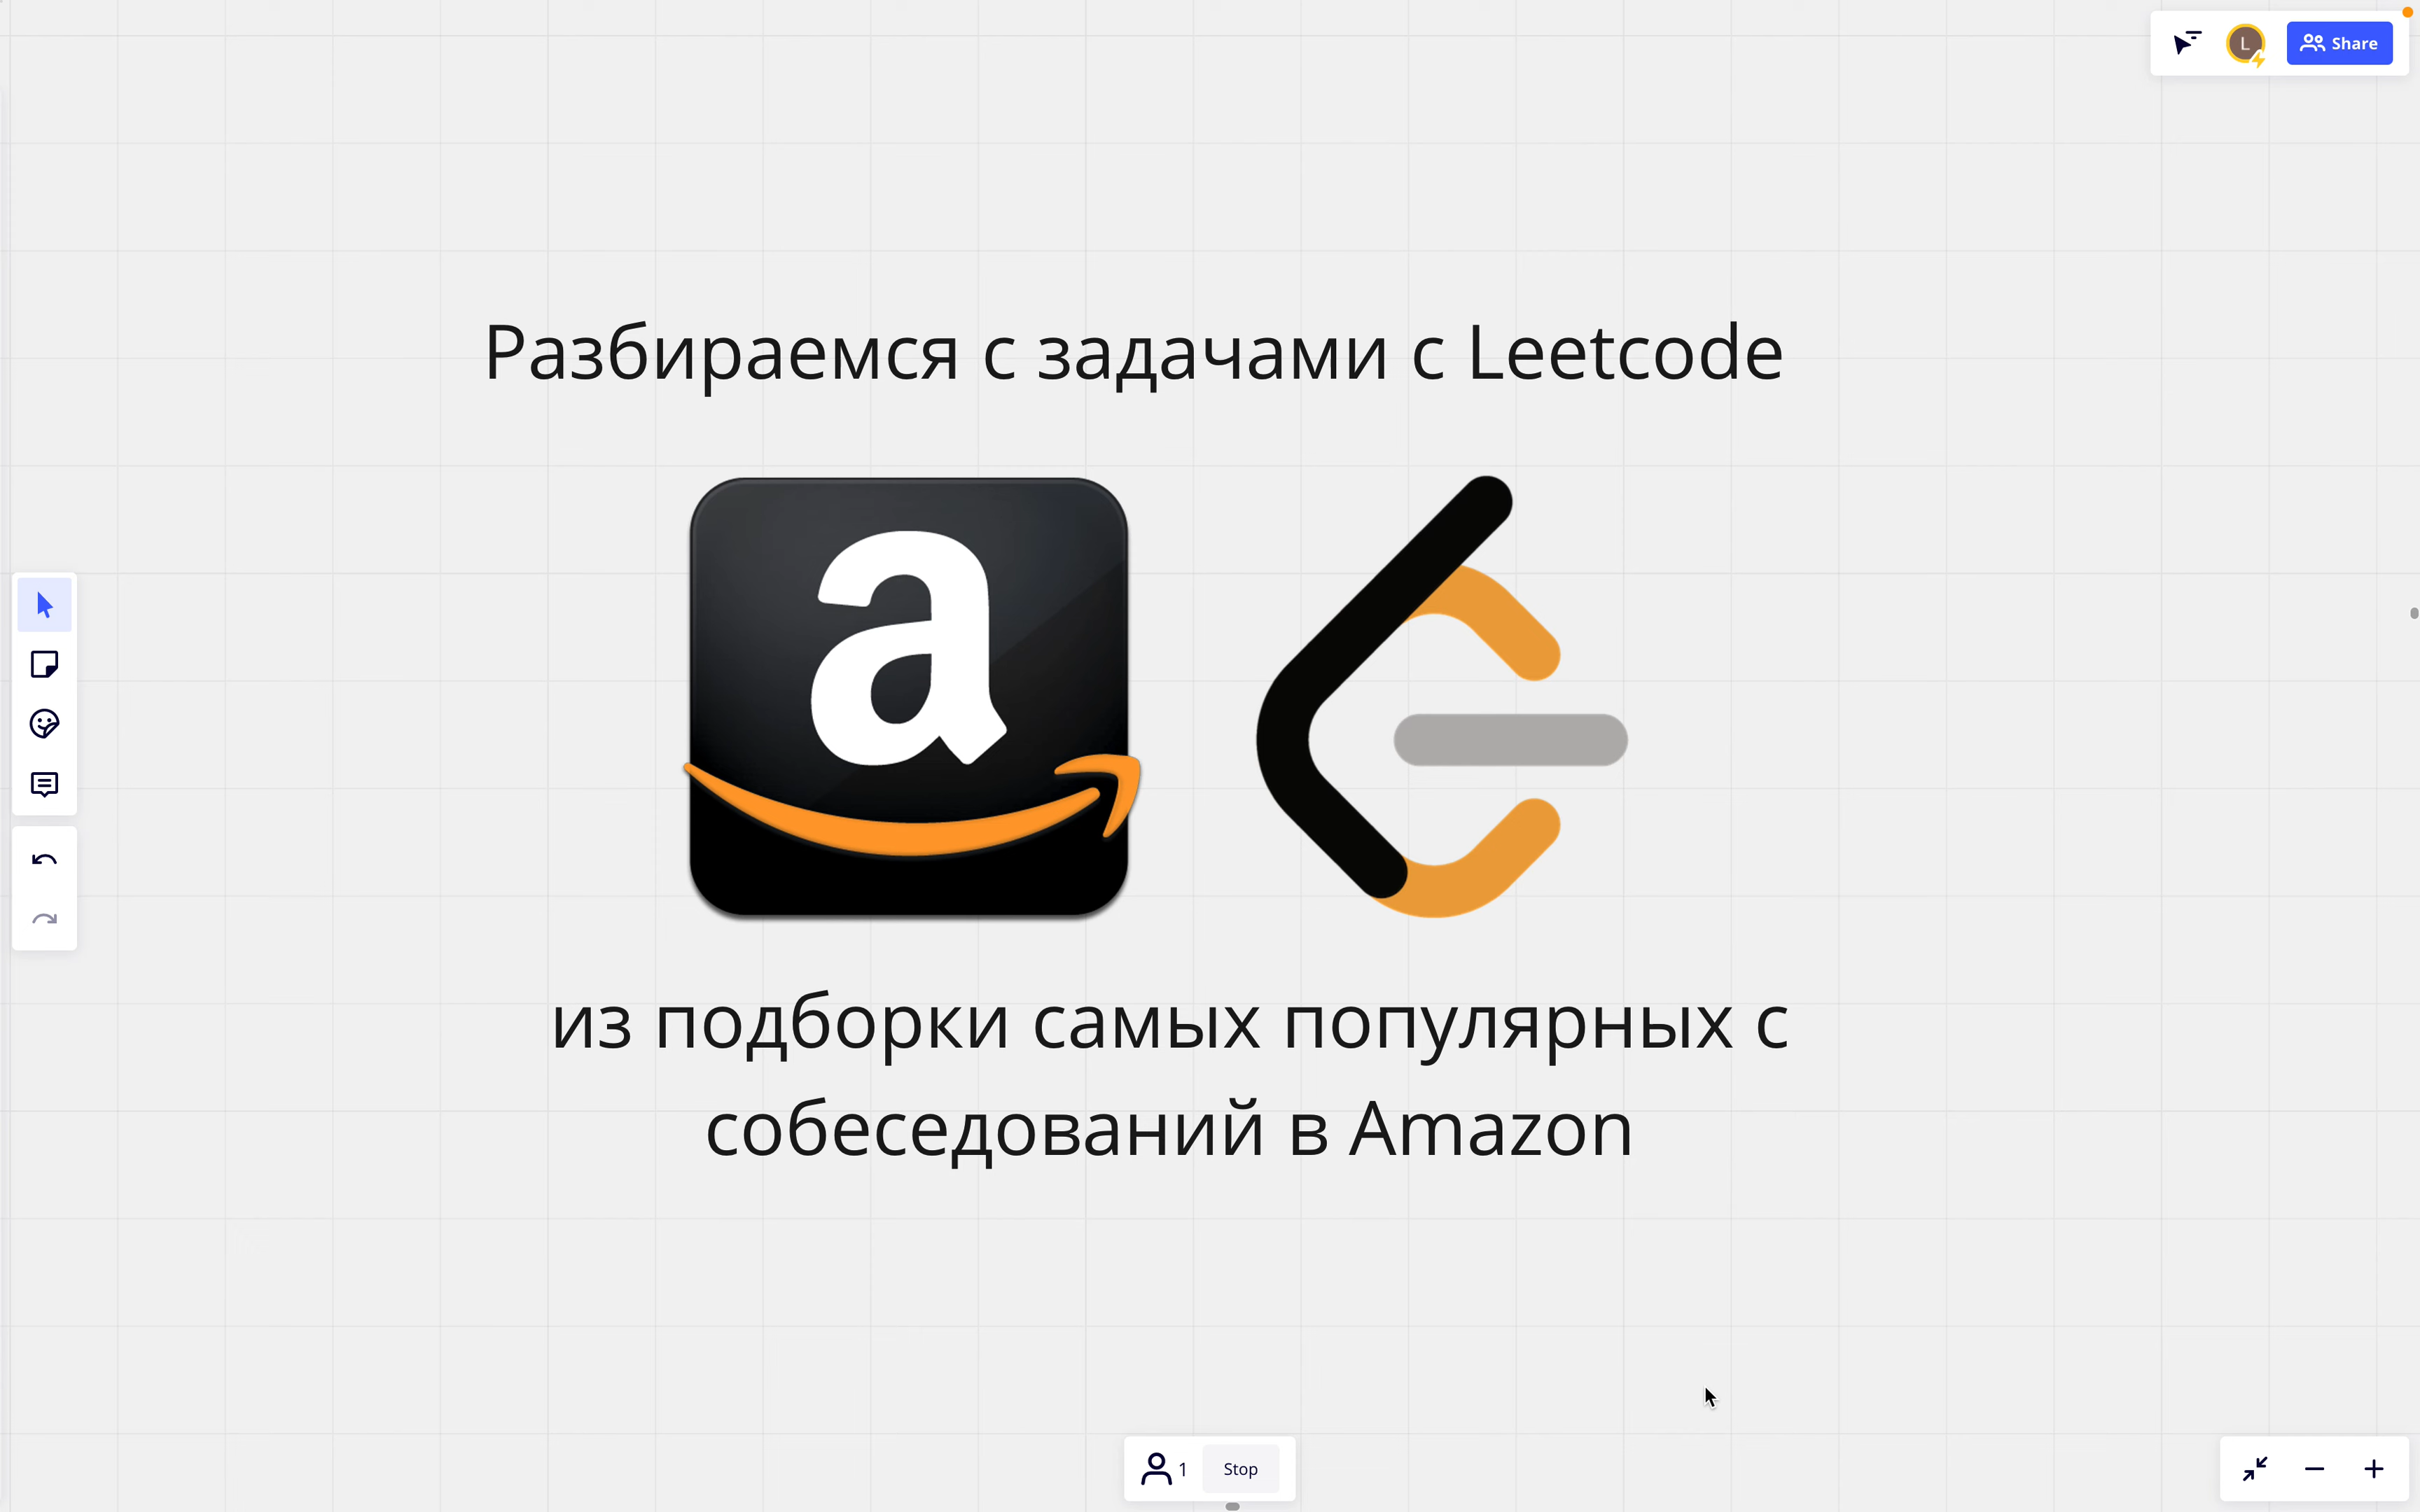 L
Share
Разбираемся с задачами с Leetcode
a
из подборки самых популярных с
собеседований в Amazon
1
Stop